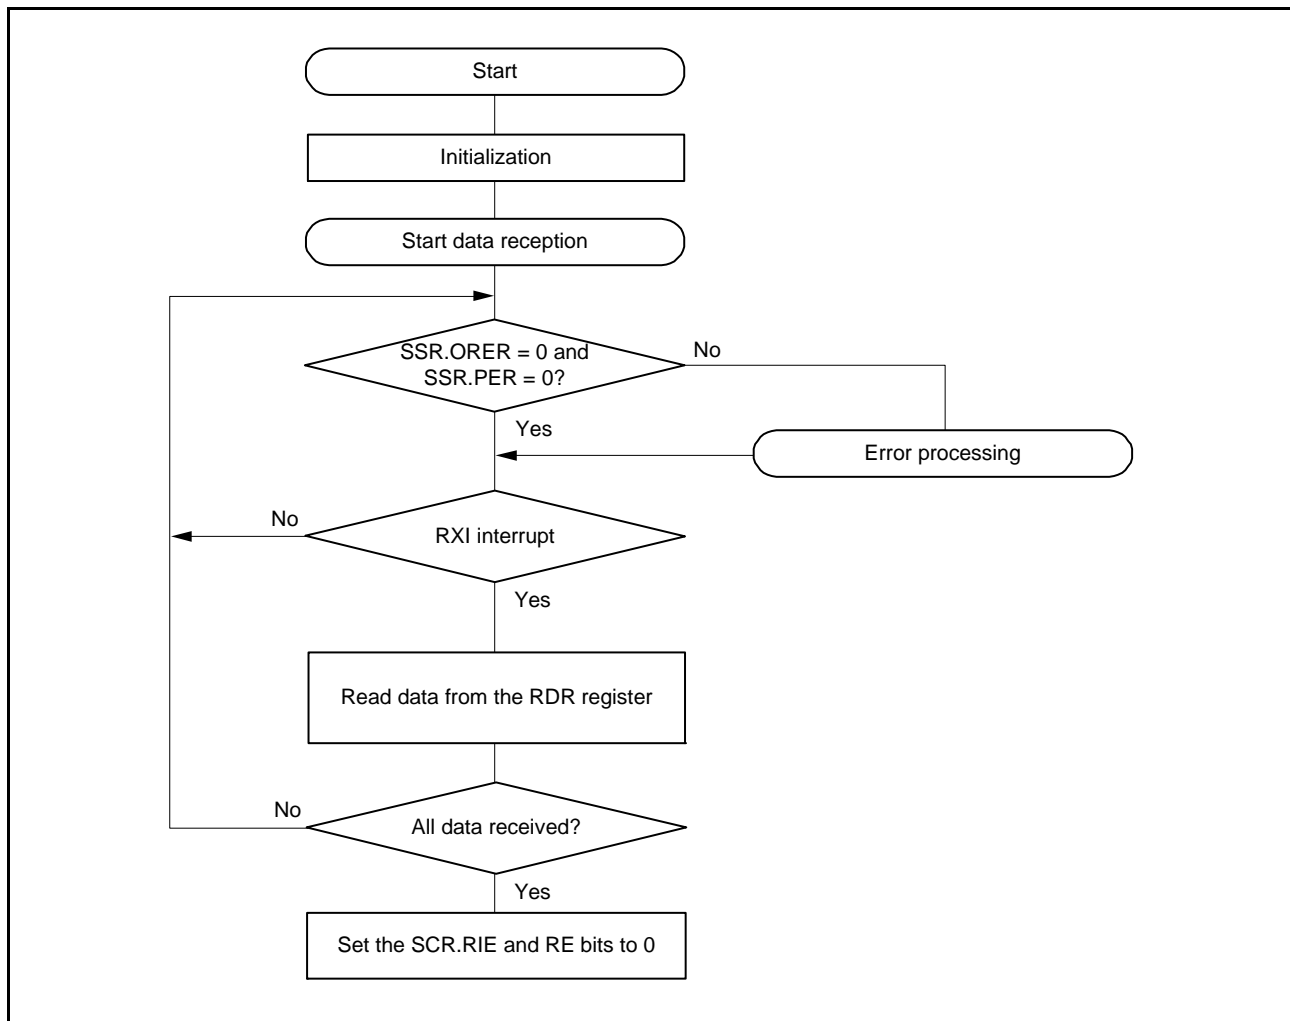 Start
Initialization
Start data reception
SSR.ORER = 0 and
SSR.PER = 0?
No
Yes
Error processing
No
RXI interrupt
Yes
Read data from the RDR register
No
All data received?
Yes
Set the SCR.RIE and RE bits to 0